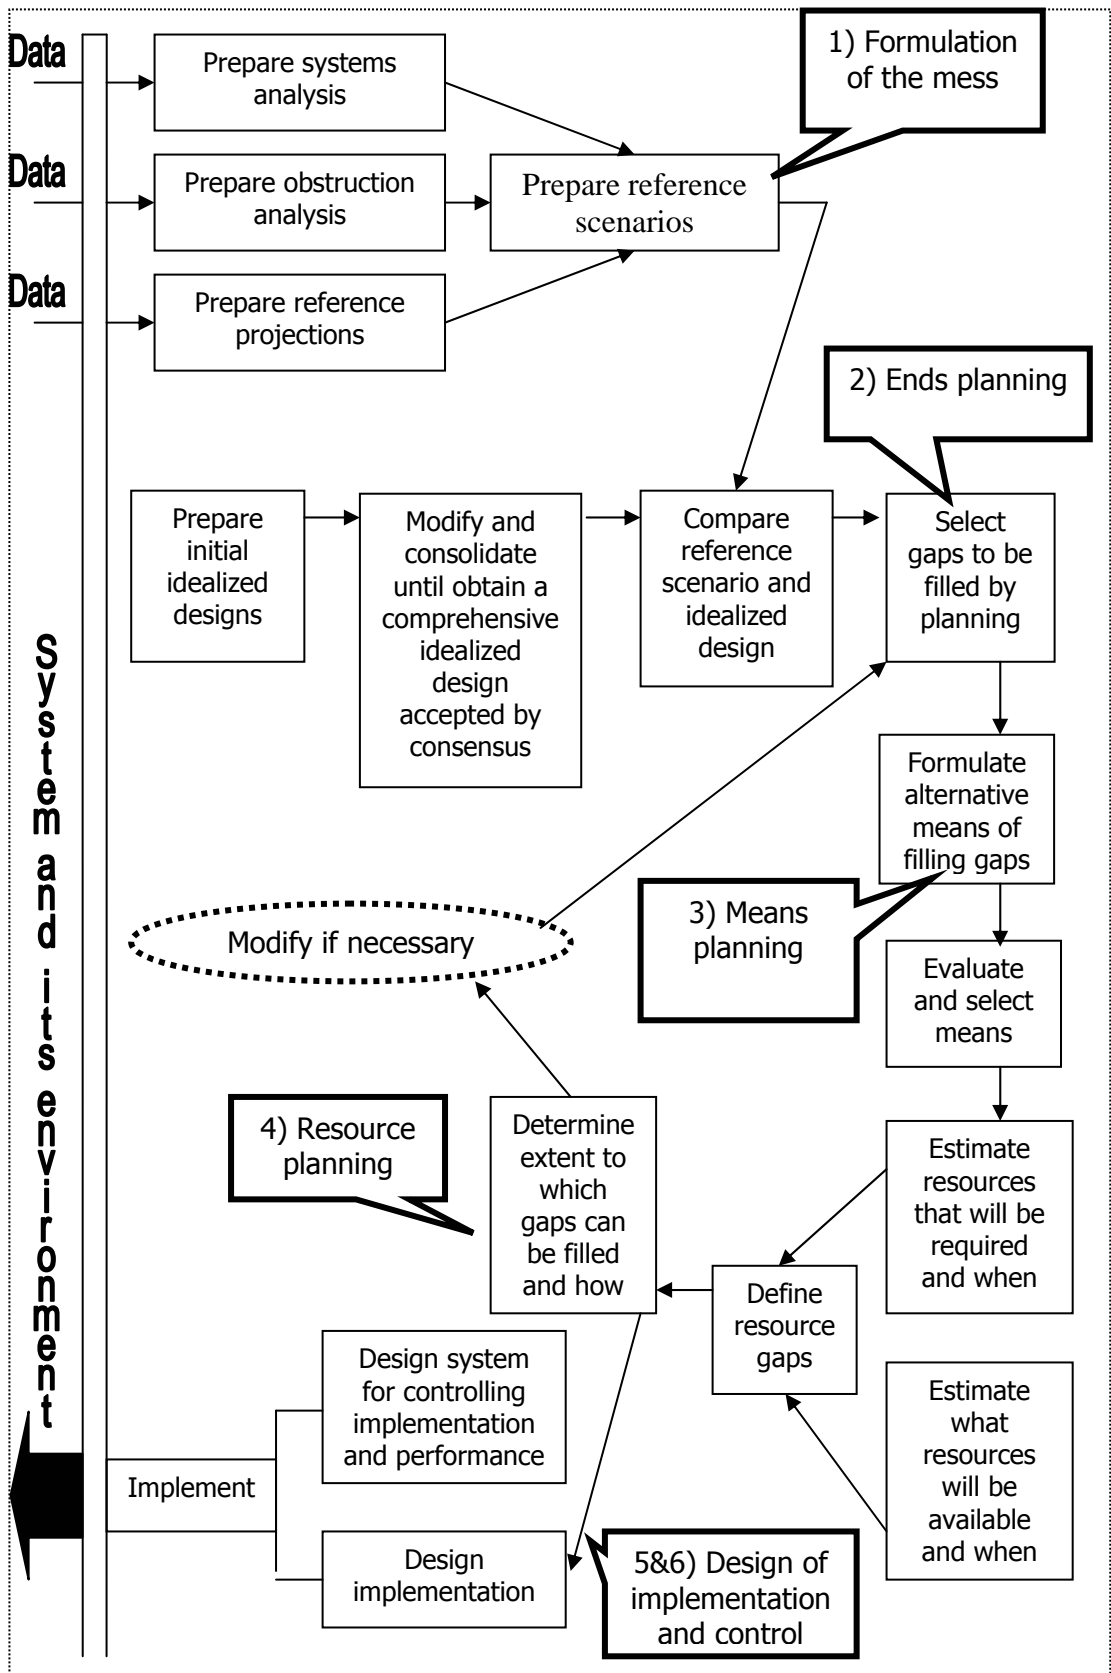 Data
Prepare systems
analysis
1) Formulation
of the mess
Data
Prepare obstruction
analysis
Prepare reference
scenarios
Data
Prepare reference
projections
2) Ends planning
Prepare
initial
idealized
designs
Modify and
consolidate
until obtain a
comprehensive
idealized
design
accepted by
consensus
Compare
reference
scenario and
idealized
design
Select
gaps to be
filled by
planning
System and its environment
Formulate
alternative
means of
filling gaps
3) Means
planning
Modify if necessary
Evaluate
and select
means
4) Resource
planning
Determine
extent to
which
gaps can
be filled
and how
Estimate
resources
that will be
required
and when
Define
resource
gaps
Design system
for controlling
implementation
and performance
Estimate
what
resources
will be
available
and when
Implement
Design
implementation
5&6) Design of
implementation
and control